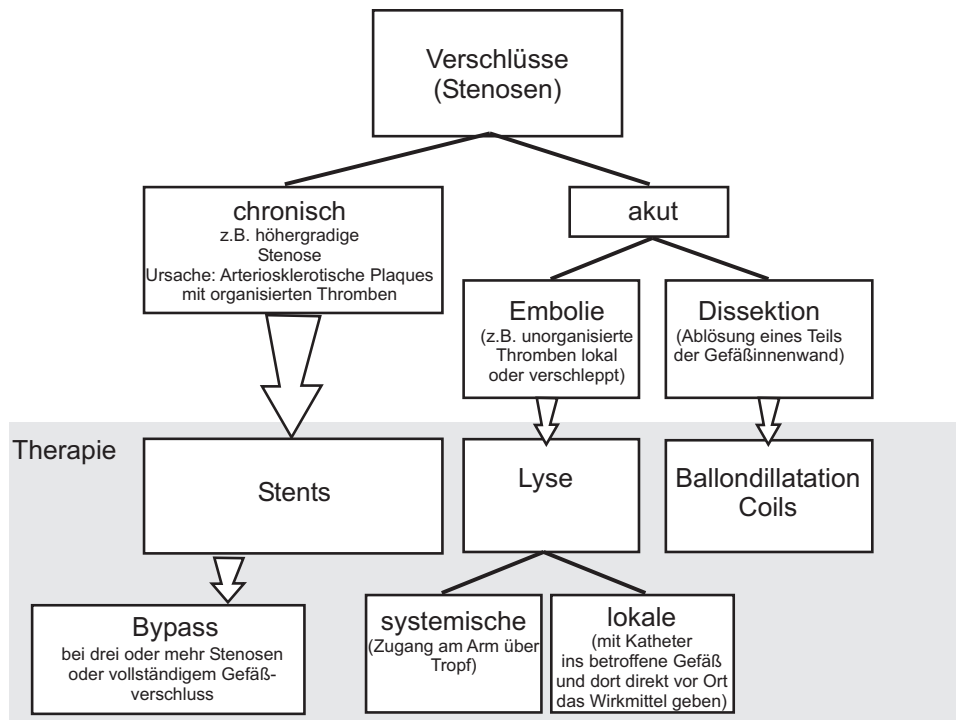 Verschlüsse
(Stenosen)
chronisch
z.B. höhergradige
Stenose
Ursache: Arteriosklerotische Plaques
mit organisierten Thromben
akut
Embolie
(z.B. unorganisierte
Thromben lokal
oder verschleppt)
Dissektion
(Ablösung eines Teils
der Gefäßinnenwand)
Therapie
Stents
Lyse
Ballondillatation
Coils
Bypass
bei drei oder mehr Stenosen
oder vollständigem Gefäß-
verschluss
systemische
(Zugang am Arm über
Tropf)
lokale
(mit Katheter
ins betroffene Gefäß
und dort direkt vor Ort
das Wirkmittel geben)